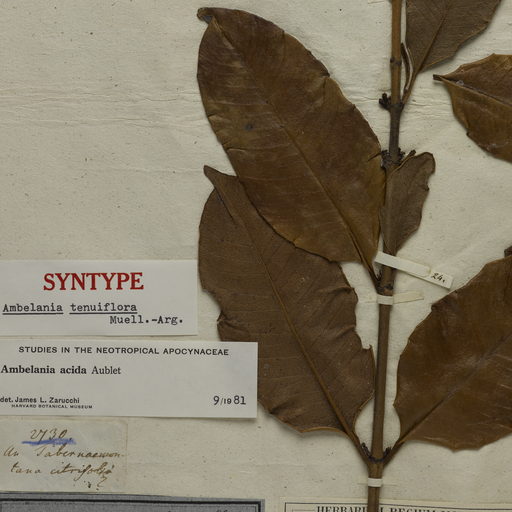 SYNTYPE
Ambelania tenuiflora
Muell.-Arg.
STUDIES IN THE NEOTROPICAL APOCYNACEAE
Ambelania acida Aublet
det. James L. Zarucchi
HARVARD BOTANICAL MUSEUM
9/1981
2730.
An Tabernaemon
tana citrifolia
24.